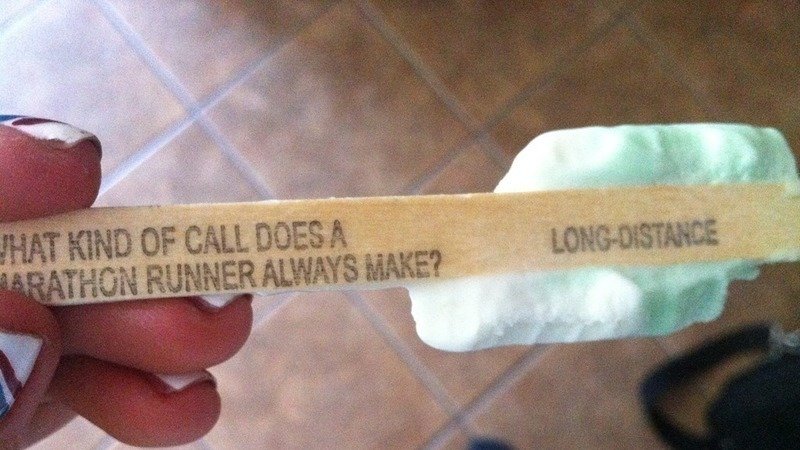 WHAT KIND OF CALL DOES A
MARATHON RUNNER ALWAYS MAKE?
LONG-DISTANCE